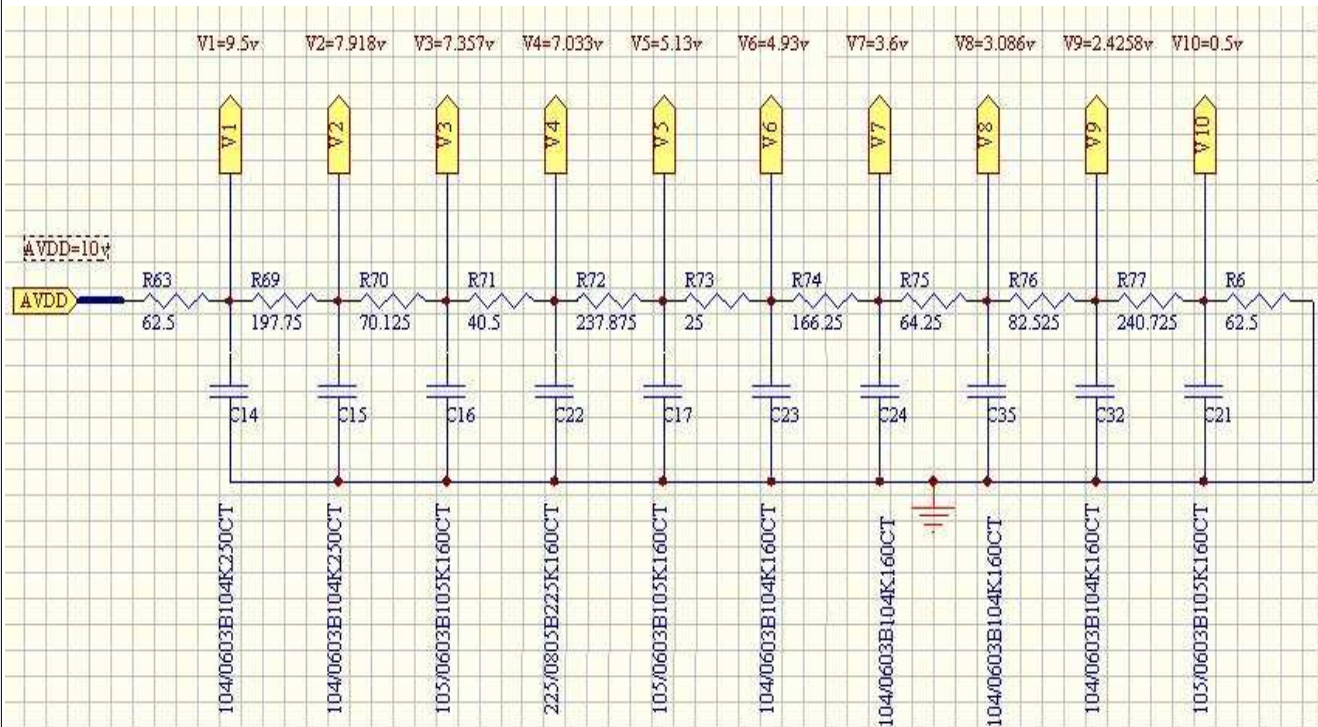 V1=9.5v V2=7.918v V3=7.357v V4=7.033v V5=5.13v V6=4.93v V7=3.6v V8=3.086v V9=2.4258v V10=0.5v
V1 V2 V3 V4 V5 V6 V7 V8 V9 V10
AVDD=10v
R63 R69 R70 R71 R72 R73 R74 R75 R76 R77 R6
AVDD
62.5 197.75 70.125 40.5 237.875 25 166.25 64.25 82.525 240.725 62.5
C14 C15 C16 C22 C17 C23 C24 C35 C32 C21
104/0603B104K250CT
104/0603B104K250CT
105/0603B105K160CT
225/0805B225K160CT
105/0603B105K160CT
104/0603B104K160CT
104/0603B104K160CT
104/0603B104K160CT
104/0603B104K160CT
105/0603B105K160CT